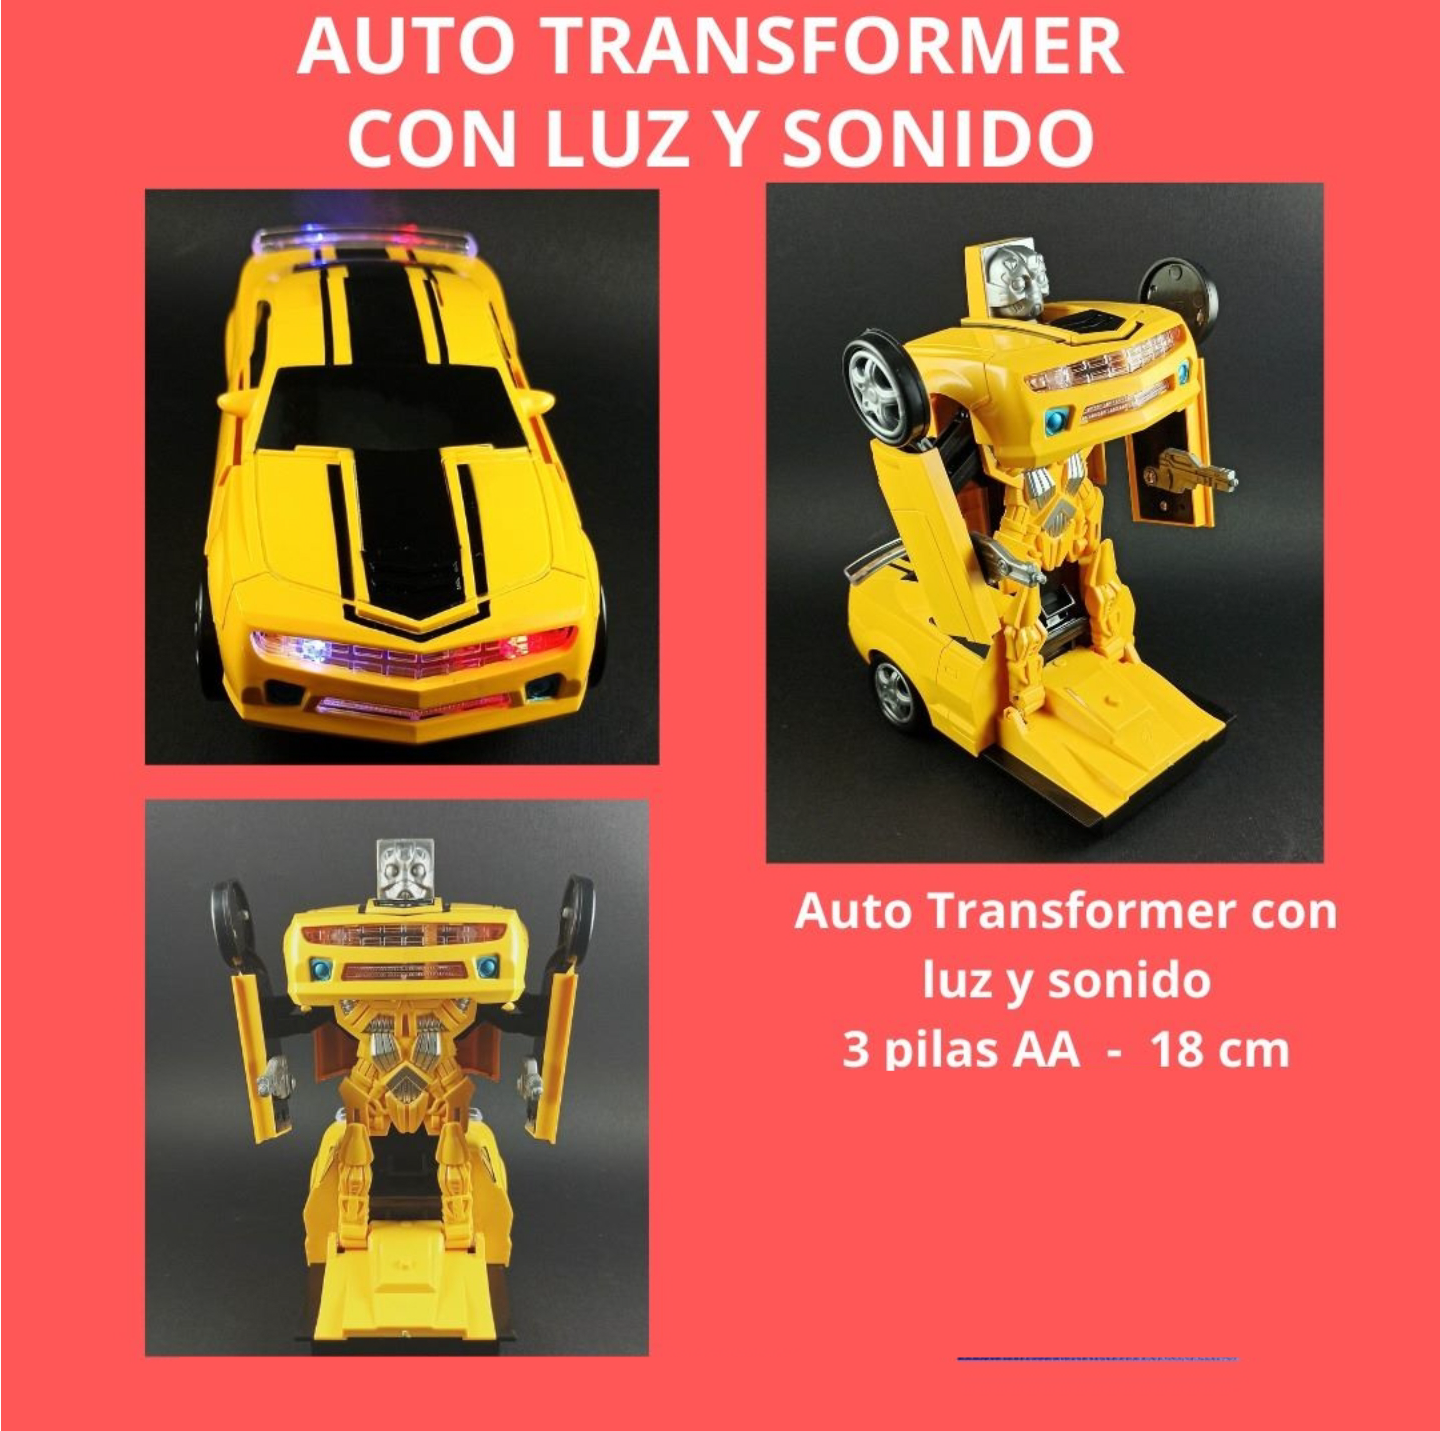 AUTO TRANSFORMER
CON LUZ Y SONIDO
Auto Transformer con
luz y sonido
3 pilas AA - 18 cm